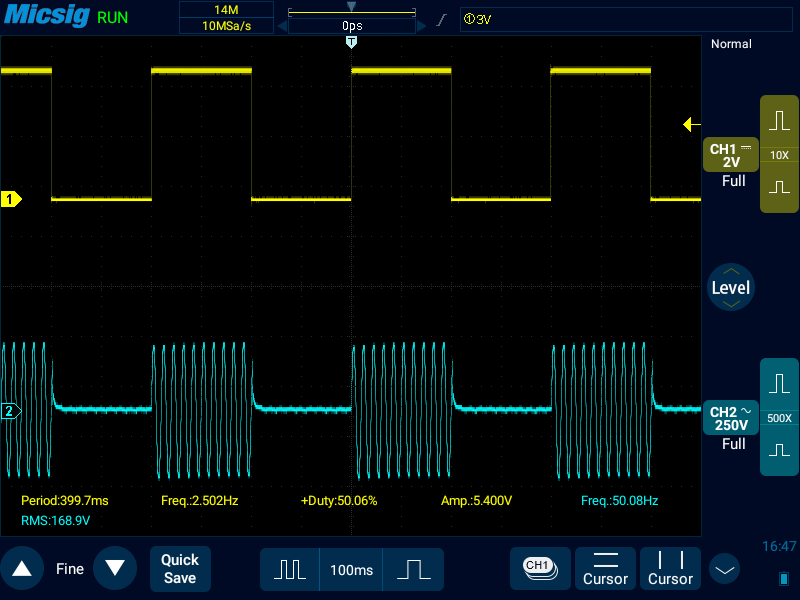 Micsig RUN
14M
10MSa/s
0ps
T
1 3V
Normal
CH1
2V
Full
10X
1
Level
2
CH2
250V
Full
500X
Period:399.7ms Freq.:2.502Hz +Duty:50.06% Amp.:5.400V Freq.:50.08Hz
RMS:168.9V
16:47
Fine
Quick
Save
100ms
CH1
Cursor
Cursor